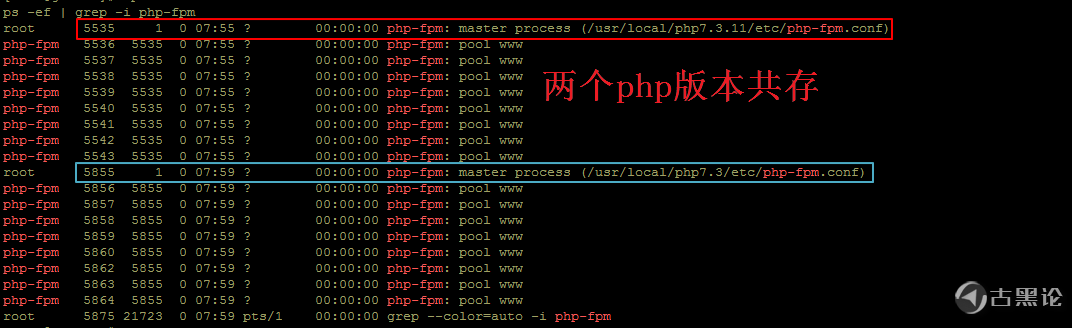 ps -ef | grep -i php-fpm
root 5535 1 0 07:55 ? 00:00:00 php-fpm: master process (/usr/local/php7.3.11/etc/php-fpm.conf)
php-fpm 5536 5535 0 07:55 ? 00:00:00 php-fpm: pool www
php-fpm 5537 5535 0 07:55 ? 00:00:00 php-fpm: pool www
php-fpm 5538 5535 0 07:55 ? 00:00:00 php-fpm: pool www
php-fpm 5539 5535 0 07:55 ? 00:00:00 php-fpm: pool www
php-fpm 5540 5535 0 07:55 ? 00:00:00 php-fpm: pool www
php-fpm 5541 5535 0 07:55 ? 00:00:00 php-fpm: pool www
php-fpm 5542 5535 0 07:55 ? 00:00:00 php-fpm: pool www
php-fpm 5543 5535 0 07:55 ? 00:00:00 php-fpm: pool www
两个php版本共存
root 5855 1 0 07:59 ? 00:00:00 php-fpm: master process (/usr/local/php7.3/etc/php-fpm.conf)
php-fpm 5856 5855 0 07:59 ? 00:00:00 php-fpm: pool www
php-fpm 5857 5855 0 07:59 ? 00:00:00 php-fpm: pool www
php-fpm 5858 5855 0 07:59 ? 00:00:00 php-fpm: pool www
php-fpm 5859 5855 0 07:59 ? 00:00:00 php-fpm: pool www
php-fpm 5860 5855 0 07:59 ? 00:00:00 php-fpm: pool www
php-fpm 5862 5855 0 07:59 ? 00:00:00 php-fpm: pool www
php-fpm 5863 5855 0 07:59 ? 00:00:00 php-fpm: pool www
php-fpm 5864 5855 0 07:59 ? 00:00:00 php-fpm: pool www
root 5875 21723 0 07:59 pts/1 00:00:00 grep --color=auto -i php-fpm
古黑论